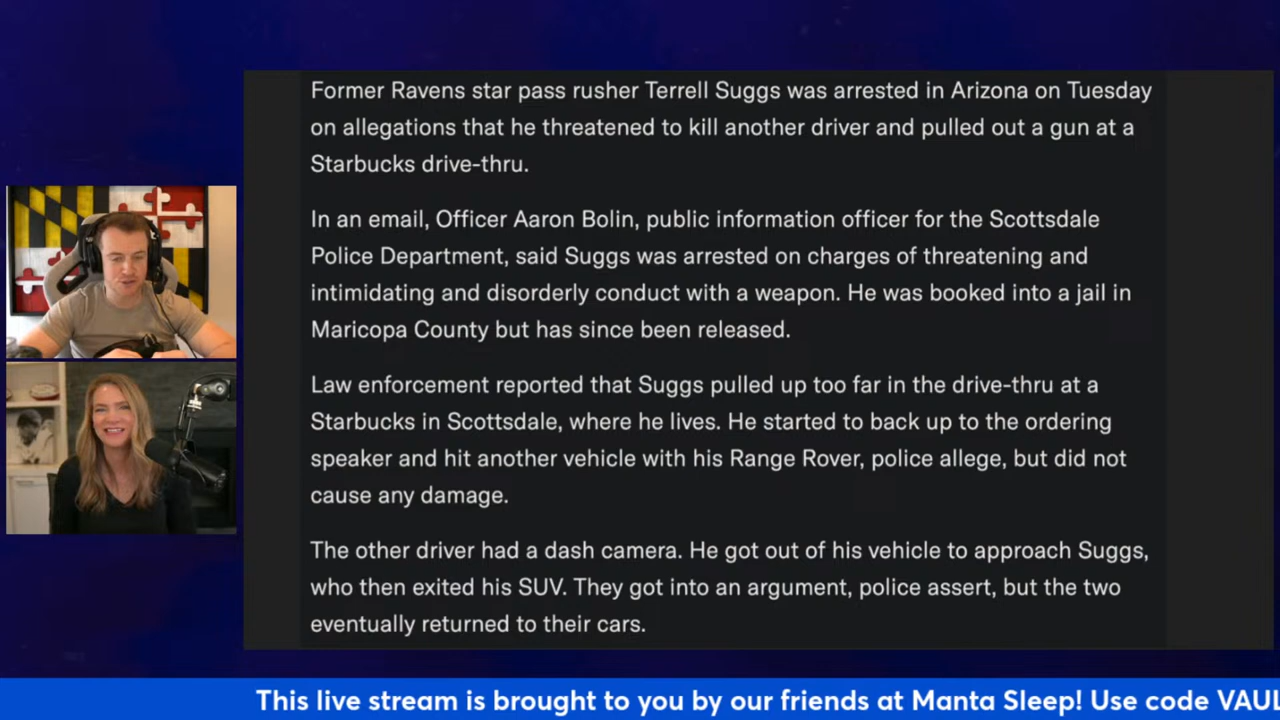 Former Ravens star pass rusher Terrell Suggs was arrested in Arizona on Tuesday
on allegations that he threatened to kill another driver and pulled out a gun at a
Starbucks drive-thru.
In an email, Officer Aaron Bolin, public information officer for the Scottsdale
Police Department, said Suggs was arrested on charges of threatening and
intimidating and disorderly conduct with a weapon. He was booked into a jail in
Maricopa County but has since been released.
Law enforcement reported that Suggs pulled up too far in the drive-thru at a
Starbucks in Scottsdale, where he lives. He started to back up to the ordering
speaker and hit another vehicle with his Range Rover, police allege, but did not
cause any damage.
The other driver had a dash camera. He got out of his vehicle to approach Suggs,
who then exited his SUV. They got into an argument, police assert, but the two
eventually returned to their cars.
This live stream is brought to you by our friends at Manta Sleep! Use code VAUL